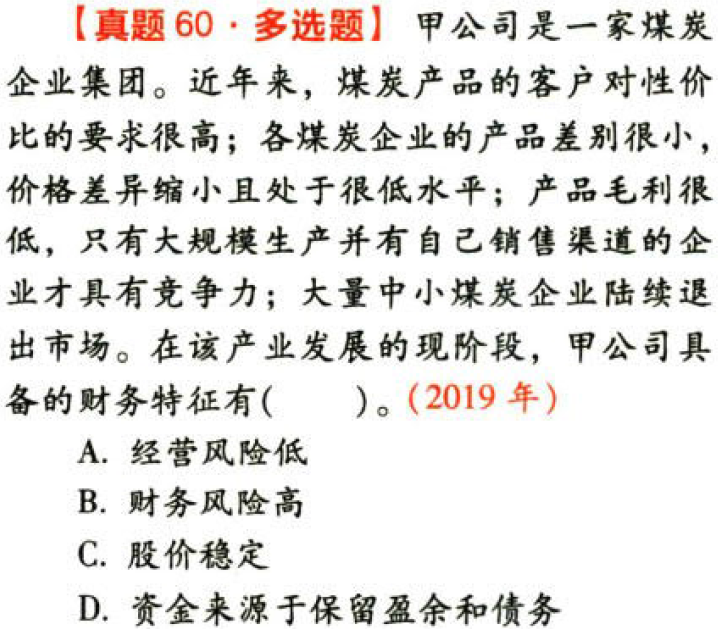 【真题 60·多选题】 甲公司是一家煤炭
企业集团。近年来，煤炭产品的客户对性价
比的要求很高；各煤炭企业的产品差别很小，
价格差异缩小且处于很低水平；产品毛利很
低，只有大规模生产并有自己销售渠道的企
业才具有竞争力；大量中小煤炭企业陆续退
出市场。在该产业发展的现阶段，甲公司具
备的财务特征有(　　)。(2019 年)
A. 经营风险低
B. 财务风险高
C. 股价稳定
D. 资金来源于保留盈余和债务